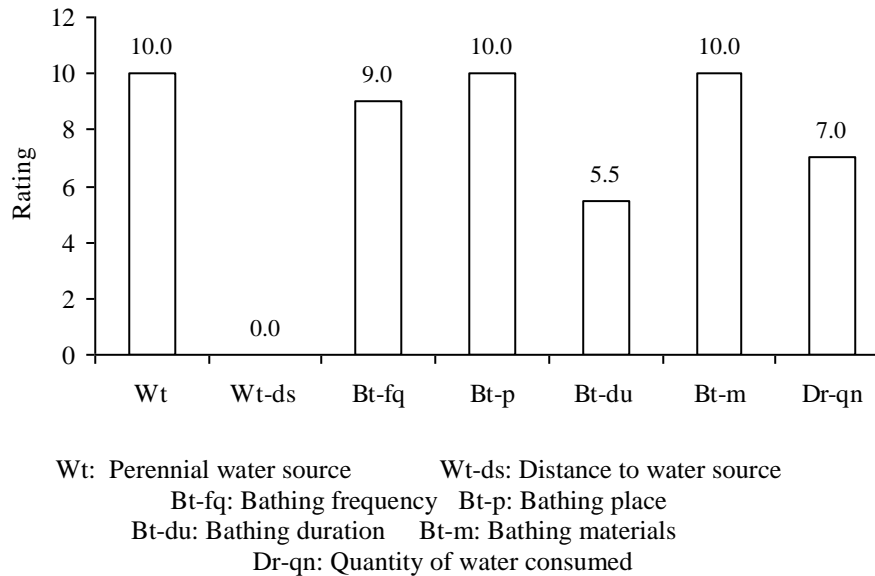 12
10
8
6
4
2
0
Rating
10.0
0.0
9.0
10.0
5.5
10.0
7.0
Wt Wt-ds Bt-fq Bt-p Bt-du Bt-m Dr-qn
Wt: Perennial water source Wt-ds: Distance to water source
Bt-fq: Bathing frequency Bt-p: Bathing place
Bt-du: Bathing duration Bt-m: Bathing materials
Dr-qn: Quantity of water consumed